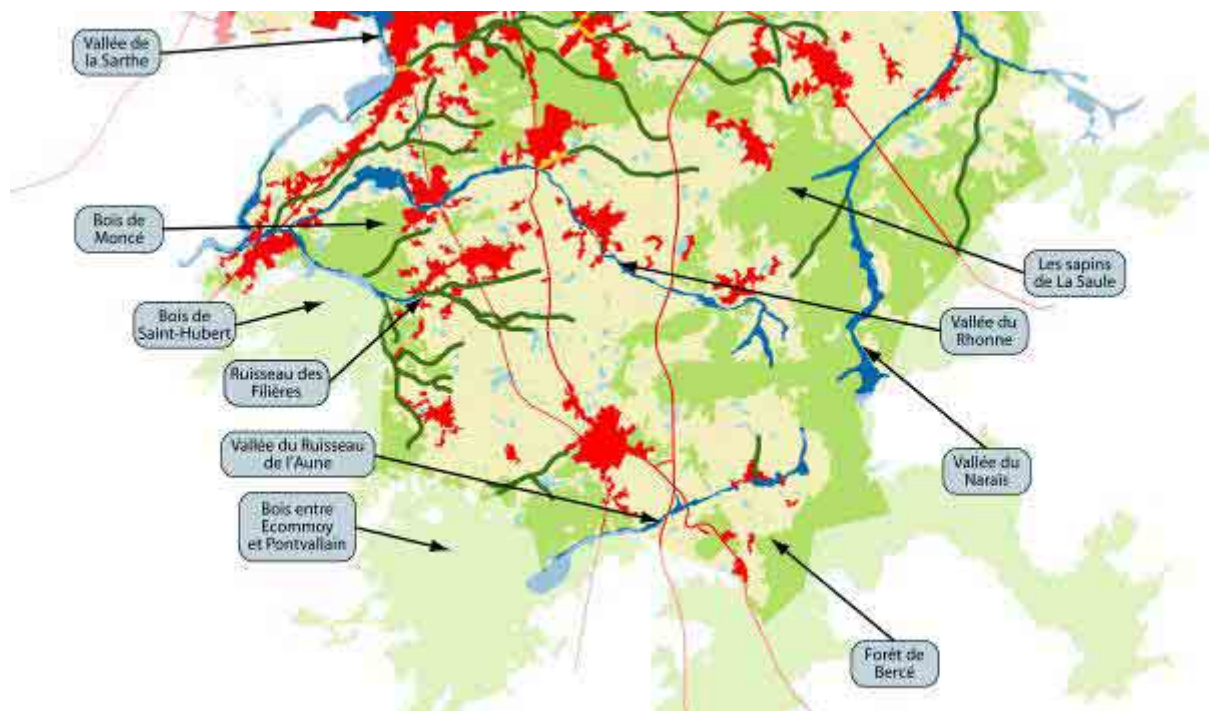 Vallée de
la Sarthe
Bois de
Moncé
Les sapins
de La Saule
Bois de
Saint-Hubert
Vallée du
Rhonne
Ruisseau des
Filières
Vallée du Ruisseau
de l'Aune
Vallée du
Narais
Bois entre
Ecommoy
et Pontvallain
Forêt de
Bercé